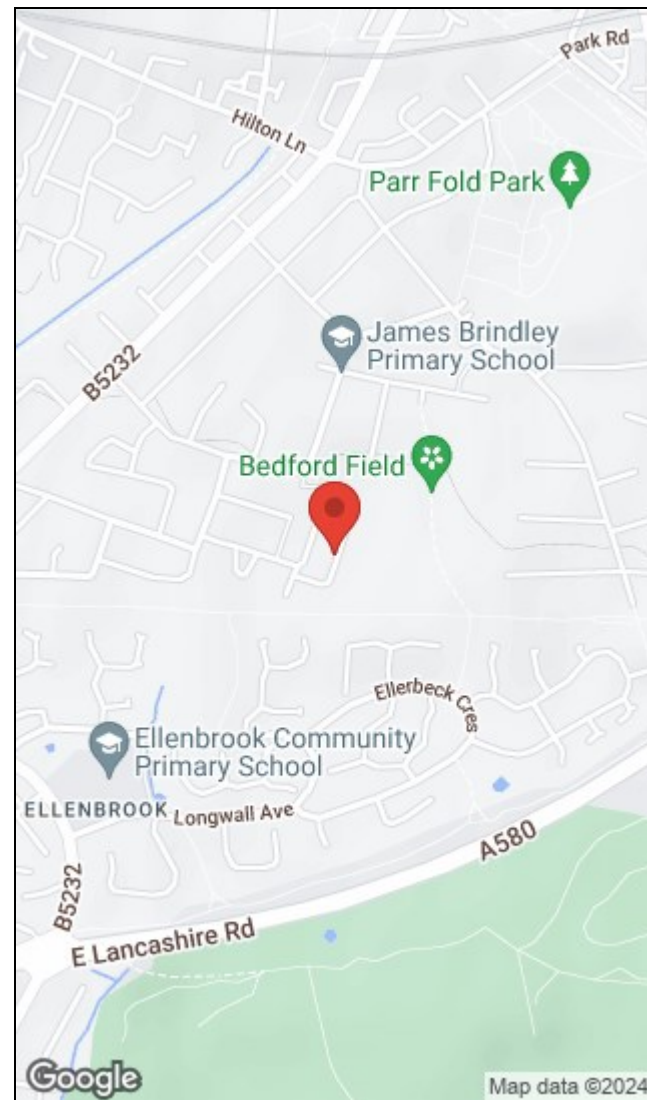 Park Rd
Hilton Ln
Parr Fold Park
James Brindley
Primary School
B5232
Bedford Field
Ellerbeck Cres
Ellenbrook Community
Primary School
ELLENBROOK
Longwall Ave
A580
B5232
E Lancashire Rd
Google
Map data ©2024